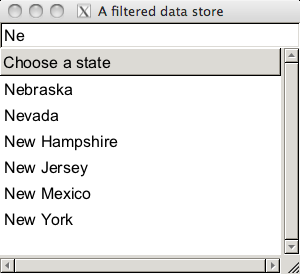 A filtered data store
Ne
Choose a state
Nebraska
Nevada
New Hampshire
New Jersey
New Mexico
New York